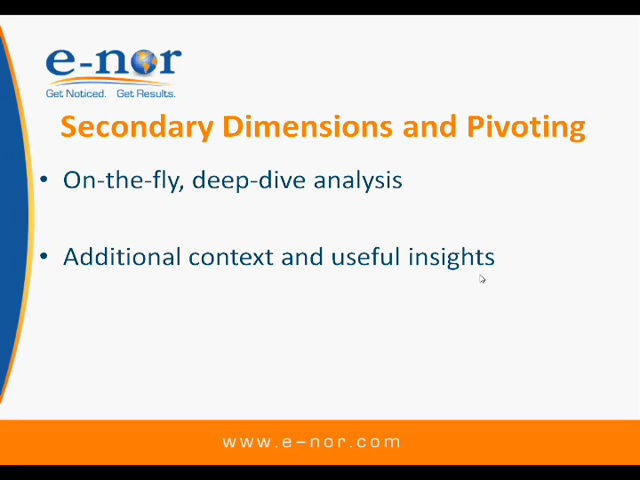 e-nor
Get Noticed. Get Results.
Secondary Dimensions and Pivoting
• On-the-fly, deep-dive analysis
• Additional context and useful insights
www.e-nor.com